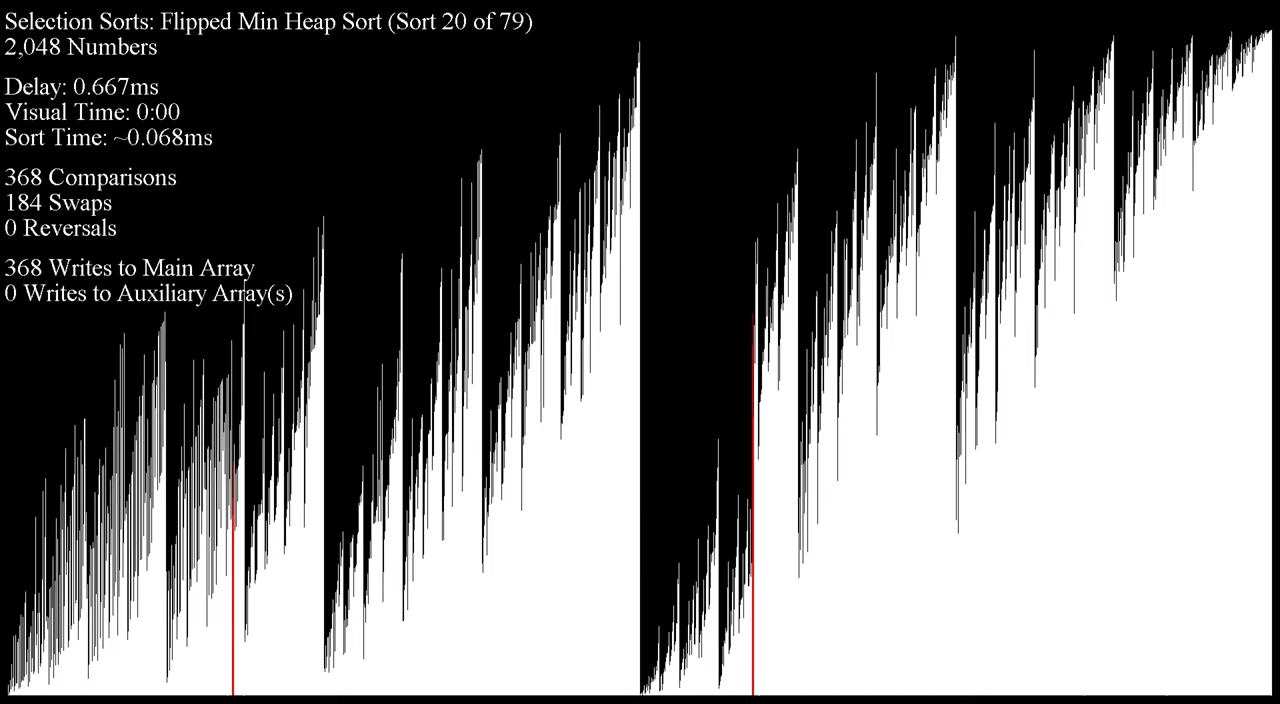 Selection Sorts: Flipped Min Heap Sort (Sort 20 of 79)
2,048 Numbers
Delay: 0.667ms
Visual Time: 0:00
Sort Time: ~0.068ms
368 Comparisons
184 Swaps
0 Reversals
368 Writes to Main Array
0 Writes to Auxiliary Array(s)